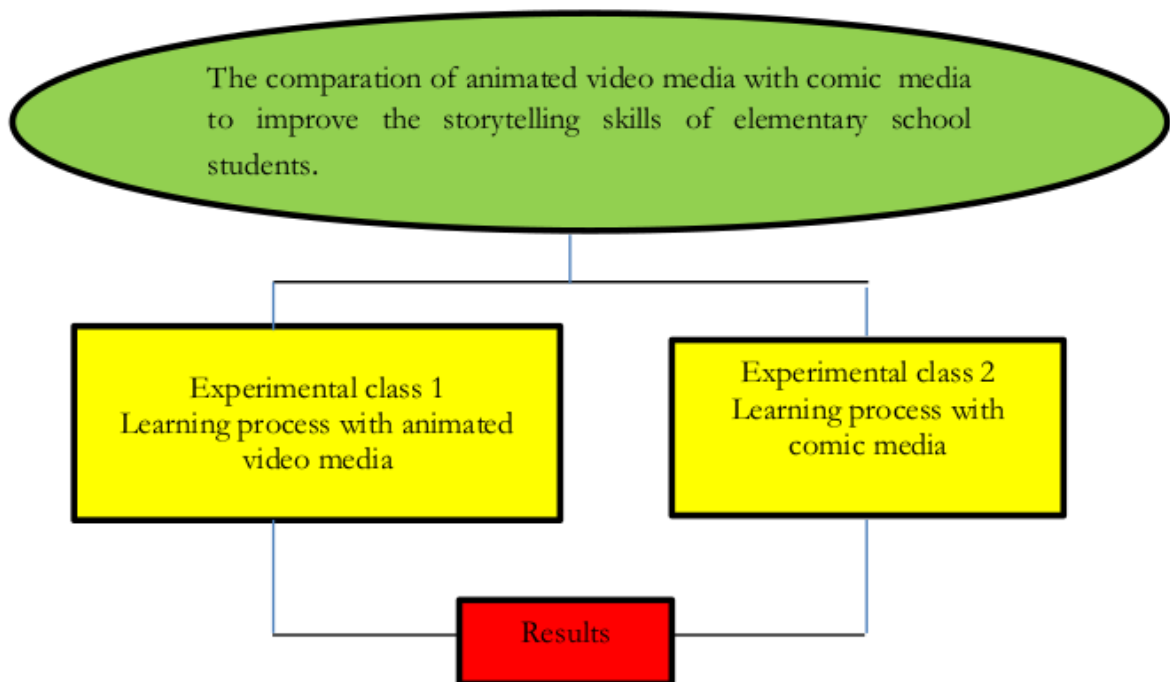 The comparation of animated video media with comic media
to improve the storytelling skills of elementary school
students.
Experimental class 1
Learning process with animated
video media
Experimental class 2
Learning process with
comic media
Results